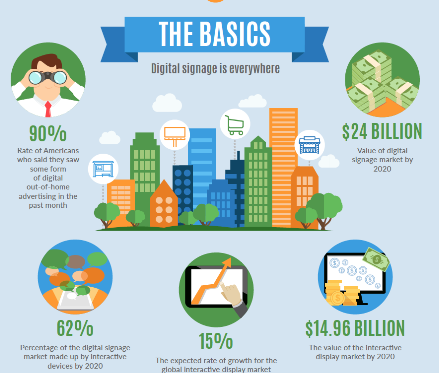 THE BASICS
Digital signage is everywhere
90%
Rate of Americans
who said they saw
some form
of digital
out-of-home
advertising in the
past month
$24 BILLION
Value of digital
signage market by
2020
62%
Percentage of the digital signage
market made up by interactive
devices by 2020
15%
The expected rate of growth for the
global interactive display market
$14.96 BILLION
The value of the interactive
display market by 2020